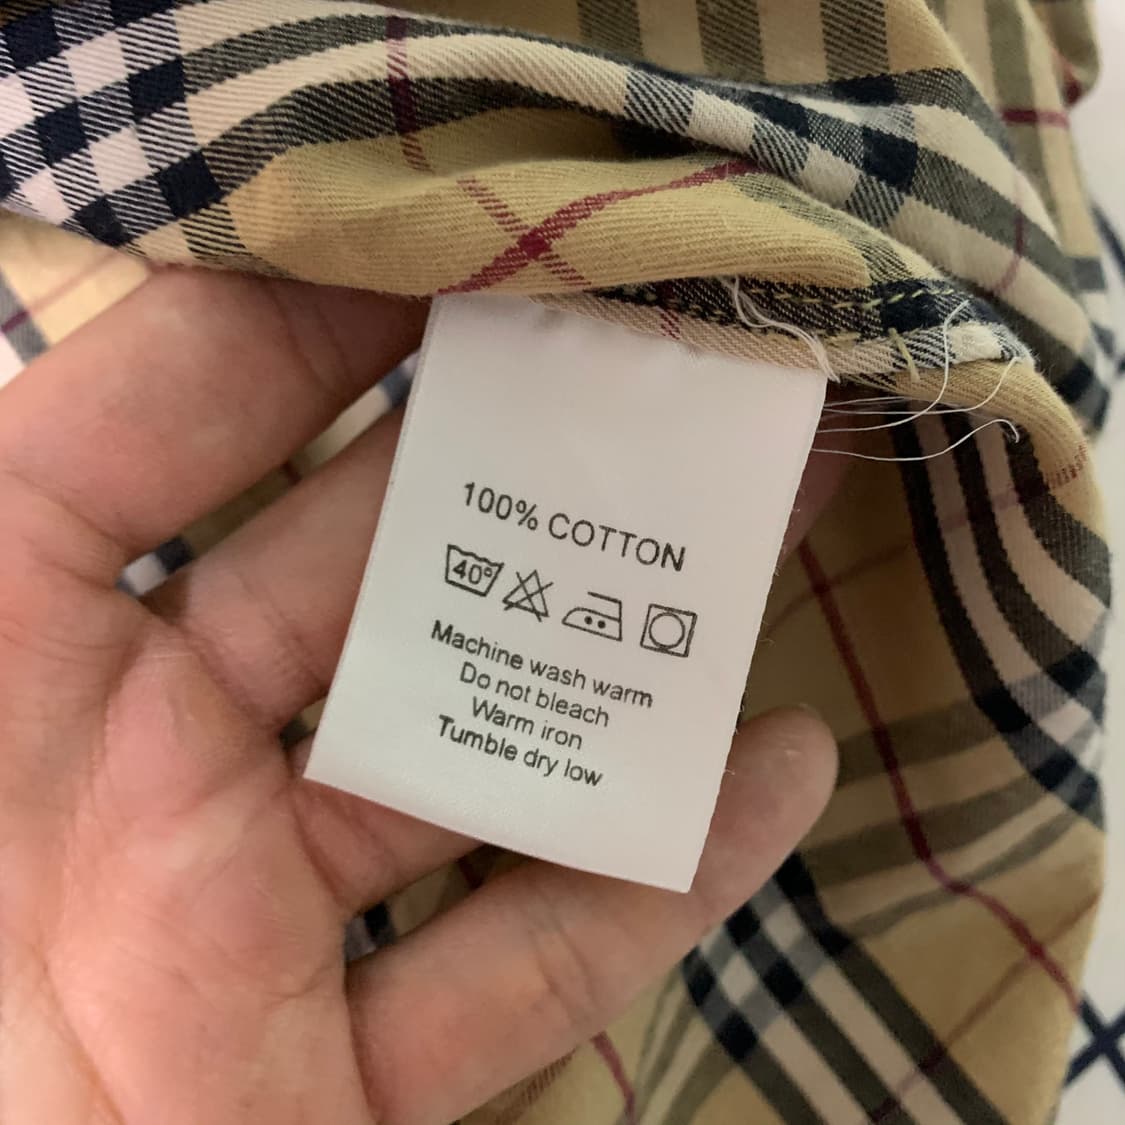 100% COTTON
40°
Machine wash warm
Do not bleach
Warm iron
Tumble dry low